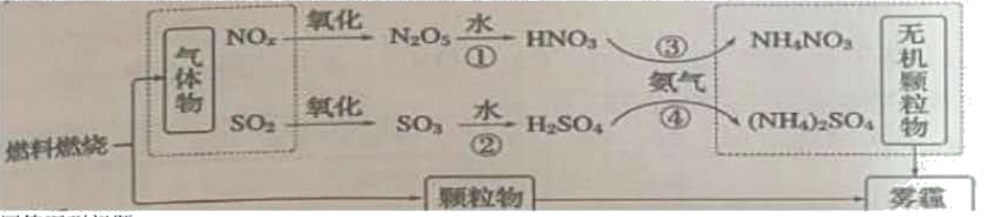 NOₓ 氧化 N₂O₅ 水 ① HNO₃ ③ NH₄NO₃
气体物
无机颗粒物
氨气
SO₂ 氧化 SO₃ 水 ② H₂SO₄ ④ (NH₄)₂SO₄
燃料燃烧
颗粒物 雾霾